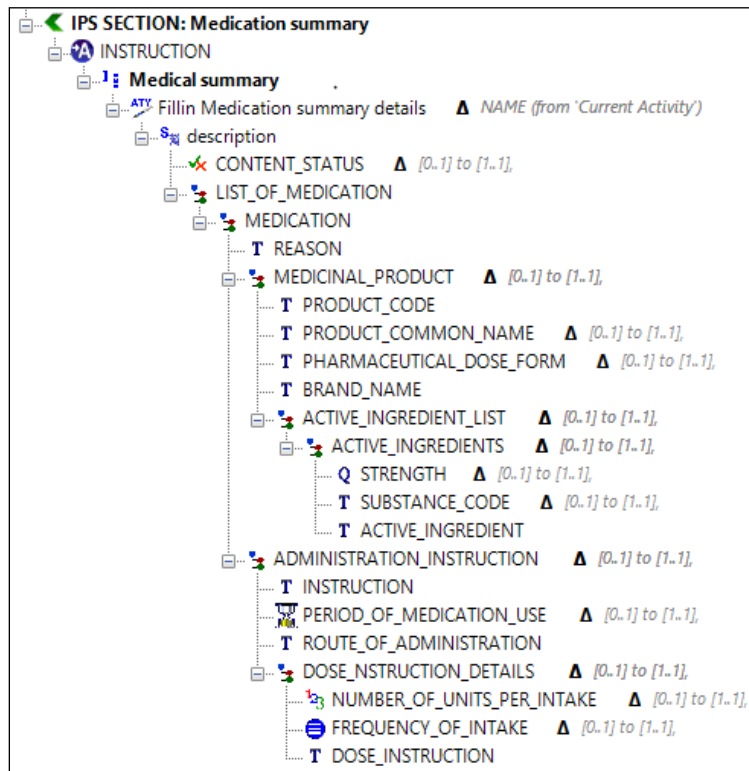 IPS SECTION: Medication summary
INSTRUCTION
Medical summary .
Fillin Medication summary details Δ NAME (from 'Current Activity')
description
CONTENT_STATUS Δ [0..1] to [1..1],
LIST_OF_MEDICATION
MEDICATION
T REASON
MEDICINAL_PRODUCT Δ [0..1] to [1..1],
T PRODUCT_CODE
T PRODUCT_COMMON_NAME Δ [0..1] to [1..1],
T PHARMACEUTICAL_DOSE_FORM Δ [0..1] to [1..1],
T BRAND_NAME
ACTIVE_INGREDIENT_LIST Δ [0..1] to [1..1],
ACTIVE_INGREDIENTS Δ [0..1] to [1..1],
Q STRENGTH Δ [0..1] to [1..1],
T SUBSTANCE_CODE Δ [0..1] to [1..1],
T ACTIVE_INGREDIENT
ADMINISTRATION_INSTRUCTION Δ [0..1] to [1..1],
T INSTRUCTION
PERIOD_OF_MEDICATION_USE Δ [0..1] to [1..1],
T ROUTE_OF_ADMINISTRATION
DOSE_NSTRUCTION_DETAILS Δ [0..1] to [1..1],
123 NUMBER_OF_UNITS_PER_INTAKE Δ [0..1] to [1..1],
FREQUENCY_OF_INTAKE Δ [0..1] to [1..1],
T DOSE_INSTRUCTION